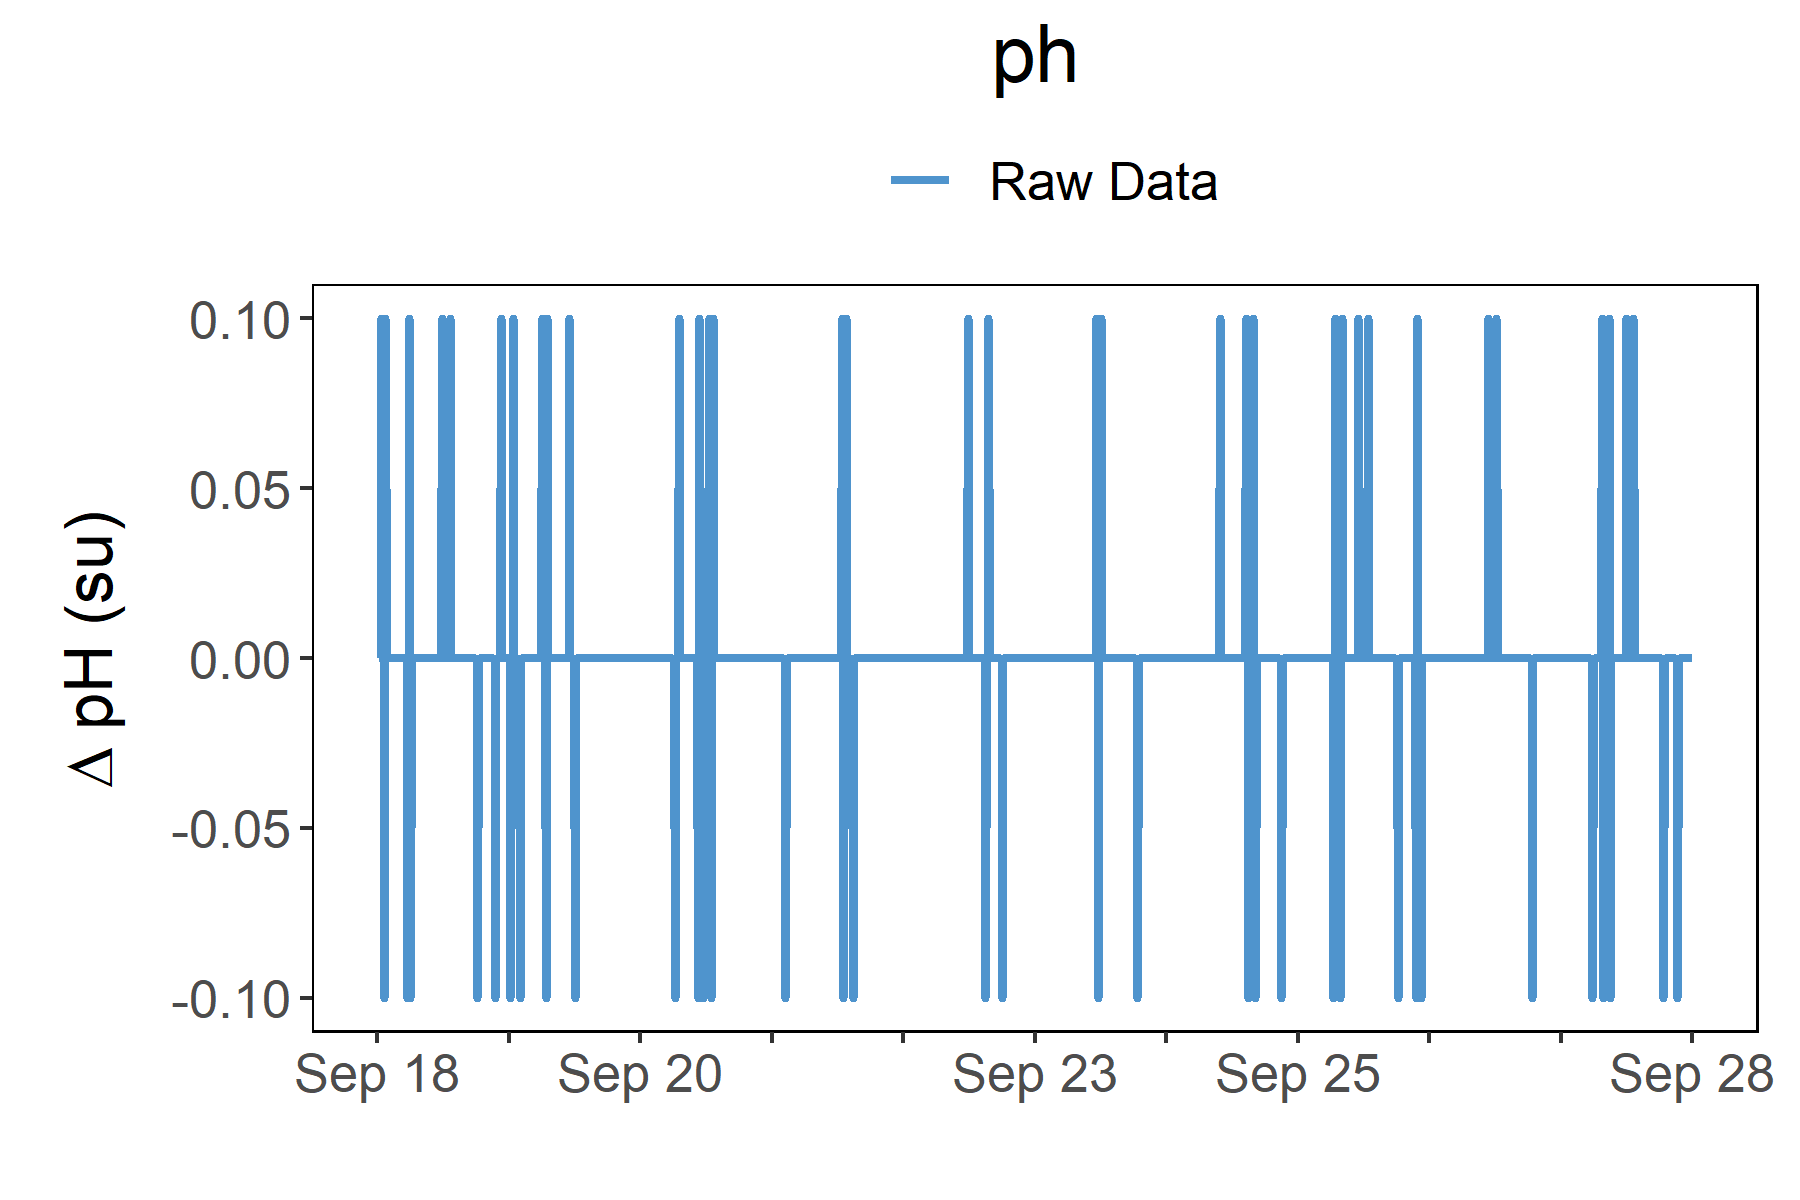 ph
Raw Data
Δ pH (su)
0.10
0.05
0.00
-0.05
-0.10
Sep 18 Sep 20 Sep 23 Sep 25 Sep 28